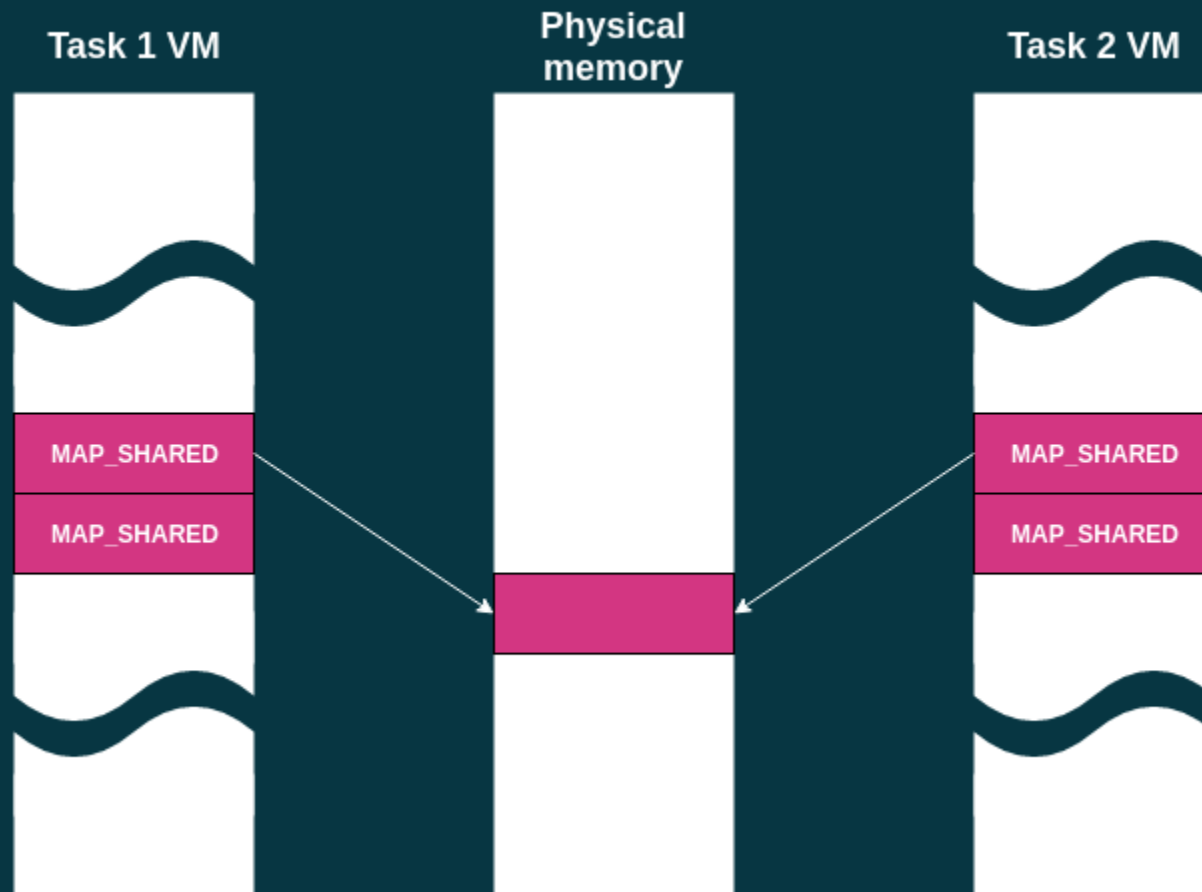 Task 1 VM
Physical
memory
Task 2 VM
MAP_SHARED
MAP_SHARED
MAP_SHARED
MAP_SHARED